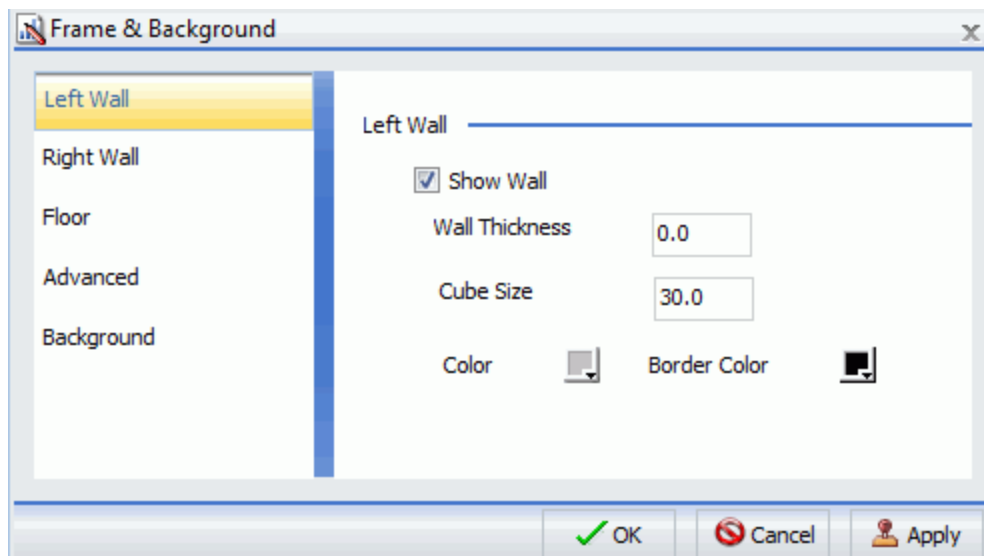 Frame & Background
Left Wall
Right Wall
Floor
Advanced
Background
Left Wall
Show Wall
Wall Thickness 0.0
Cube Size 30.0
Color Border Color
OK Cancel Apply